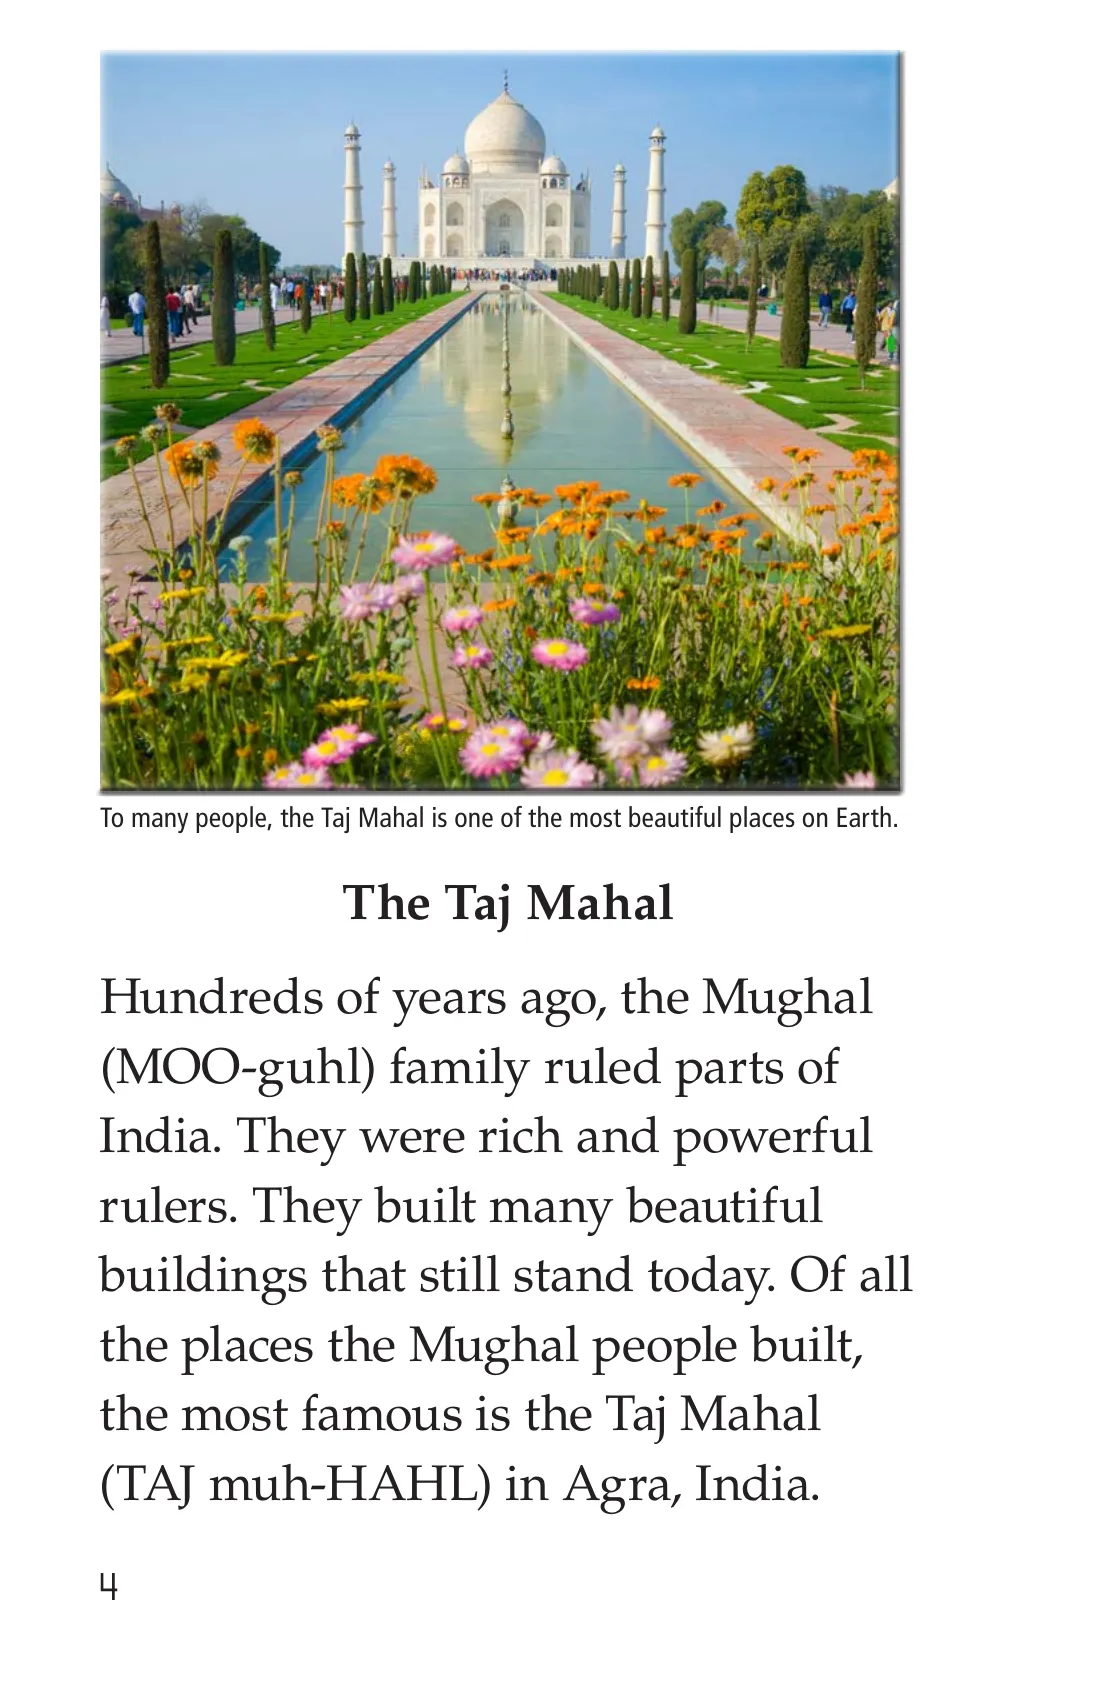 To many people, the Taj Mahal is one of the most beautiful places on Earth.
The Taj Mahal
Hundreds of years ago, the Mughal
(MOO-guhl) family ruled parts of
India. They were rich and powerful
rulers. They built many beautiful
buildings that still stand today. Of all
the places the Mughal people built,
the most famous is the Taj Mahal
(TAJ muh-HAHL) in Agra, India.
4